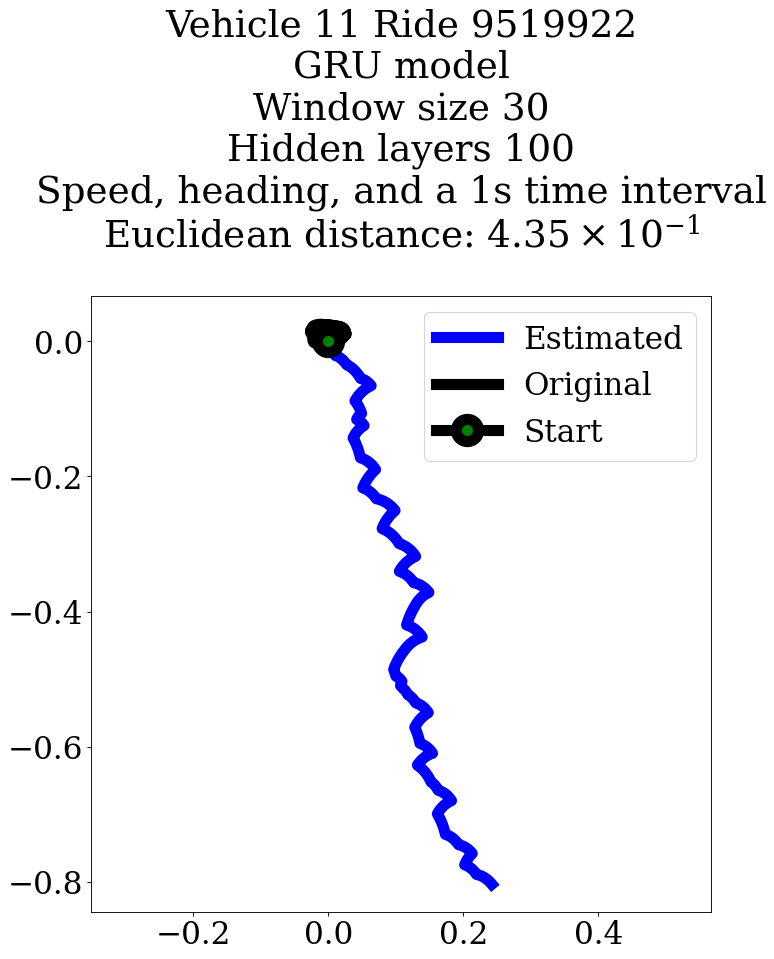 Vehicle 11 Ride 9519922
GRU model
Window size 30
Hidden layers 100
Speed, heading, and a 1s time interval
Euclidean distance: 4.35 × 10⁻¹
Estimated
Original
Start
0.0
−0.2
−0.4
−0.6
−0.8
−0.2 0.0 0.2 0.4